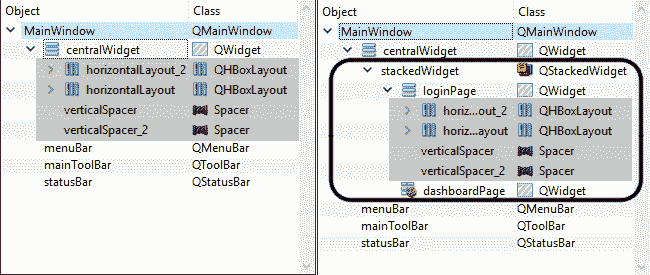 Object Class
MainWindow QMainWindow
centralWidget QWidget
horizontalLayout_2 QHBoxLayout
horizontalLayout QHBoxLayout
verticalSpacer Spacer
verticalSpacer_2 Spacer
menuBar QMenuBar
mainToolBar QToolBar
statusBar QStatusBar
Object Class
MainWindow QMainWindow
centralWidget QWidget
stackedWidget QStackedWidget
loginPage QWidget
horiz...out_2 QHBoxLayout
horiz...ayout QHBoxLayout
verticalSpacer Spacer
verticalSpacer_2 Spacer
dashboardPage QWidget
menuBar QMenuBar
mainToolBar QToolBar
statusBar QStatusBar